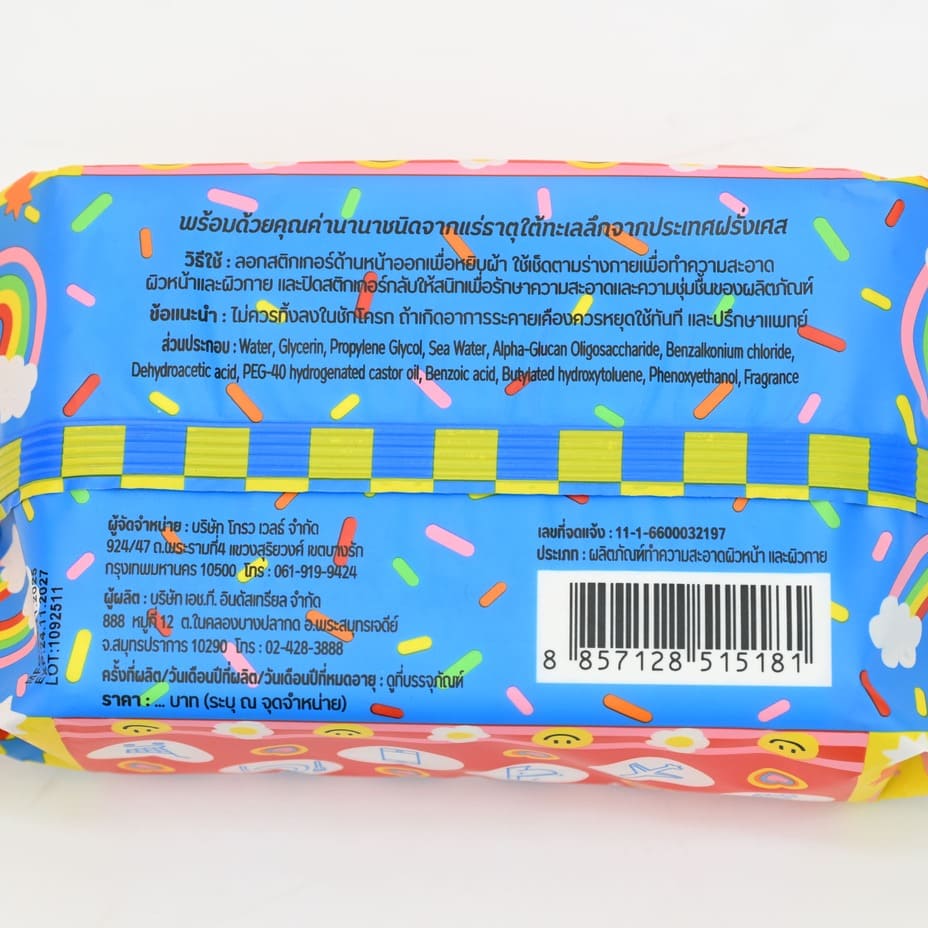 พร้อมด้วยคุณค่านานาชนิดจากแร่ธาตุใต้ทะเลลึกจากประเทศฝรั่งเศส
วิธีใช้ : ลอกสติกเกอร์ด้านหน้าออกเพื่อหยิบผ้า ใช้เช็ดตามร่างกายเพื่อทำความสะอาด
ผิวหน้าและผิวกาย และปิดสติกเกอร์กลับให้สนิทเพื่อรักษาความสะอาดและความชุ่มชื้นของผลิตภัณฑ์
ข้อแนะนำ : ไม่ควรทิ้งลงในชักโครก ถ้าเกิดอาการระคายเคืองควรหยุดใช้ทันที และปรึกษาแพทย์
ส่วนประกอบ : Water, Glycerin, Propylene Glycol, Sea Water, Alpha-Glucan Oligosaccharide, Benzalkonium chloride,
Dehydroacetic acid, PEG-40 hydrogenated castor oil, Benzoic acid, Butylated hydroxytoluene, Phenoxyethanol, Fragrance
ผู้จัดจำหน่าย : บริษัท โกรว เวลธ์ จำกัด
924/47 ถ.พระรามที่4 แขวงสุริยวงศ์ เขตบางรัก
กรุงเทพมหานคร 10500 โทร : 061-919-9424
ผู้ผลิต : บริษัท เอช.ที. อินดัสเทรียล จำกัด
888 หมู่ที่ 12 ต.ในคลองบางปลากด อ.พระสมุทรเจดีย์
จ.สมุทรปราการ 10290 โทร : 02-428-3888
ครั้งที่ผลิต/วันเดือนปีที่ผลิต/วันเดือนปีที่หมดอายุ : ดูที่บรรจุภัณฑ์
ราคา : ... บาท (ระบุ ณ จุดจำหน่าย)
เลขที่จดแจ้ง : 11-1-6600032197
ประเภท : ผลิตภัณฑ์ทำความสะอาดผิวหน้า และผิวกาย
8 857128 515181
LOT:1092511